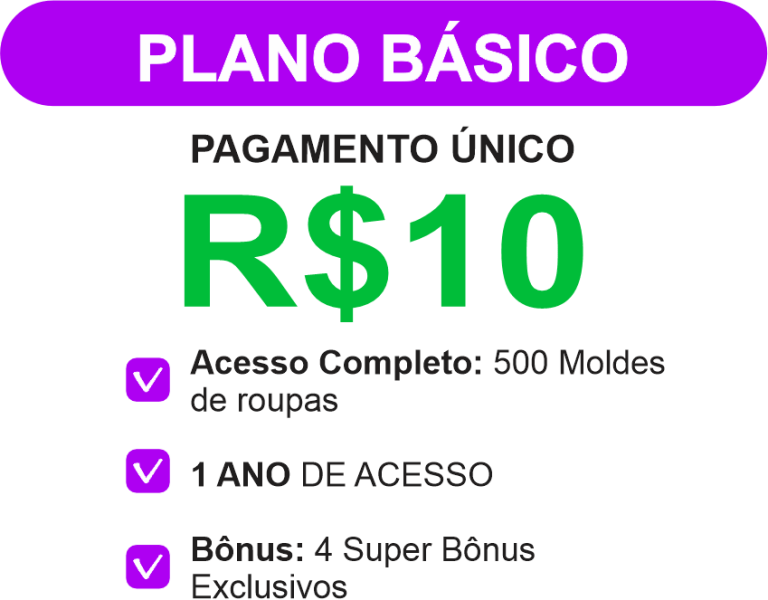 PLANO BÁSICO
PAGAMENTO ÚNICO
R$10
Acesso Completo: 500 Moldes
de roupas
1 ANO DE ACESSO
Bônus: 4 Super Bônus
Exclusivos